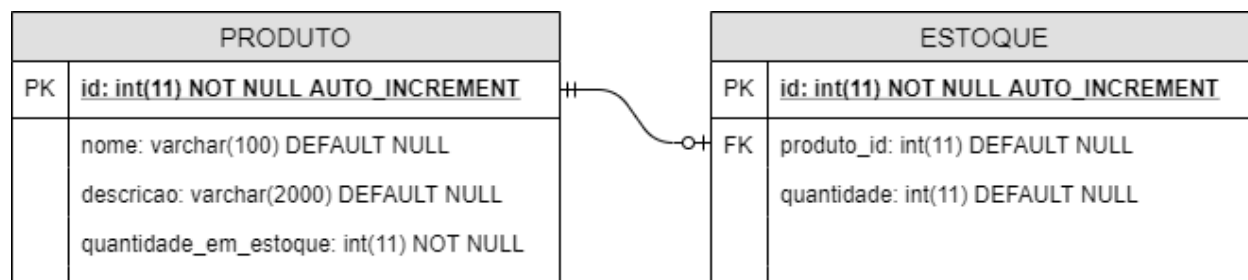 PRODUTO
PK id: int(11) NOT NULL AUTO_INCREMENT
nome: varchar(100) DEFAULT NULL
descricao: varchar(2000) DEFAULT NULL
quantidade_em_estoque: int(11) NOT NULL
ESTOQUE
PK id: int(11) NOT NULL AUTO_INCREMENT
FK produto_id: int(11) DEFAULT NULL
quantidade: int(11) DEFAULT NULL